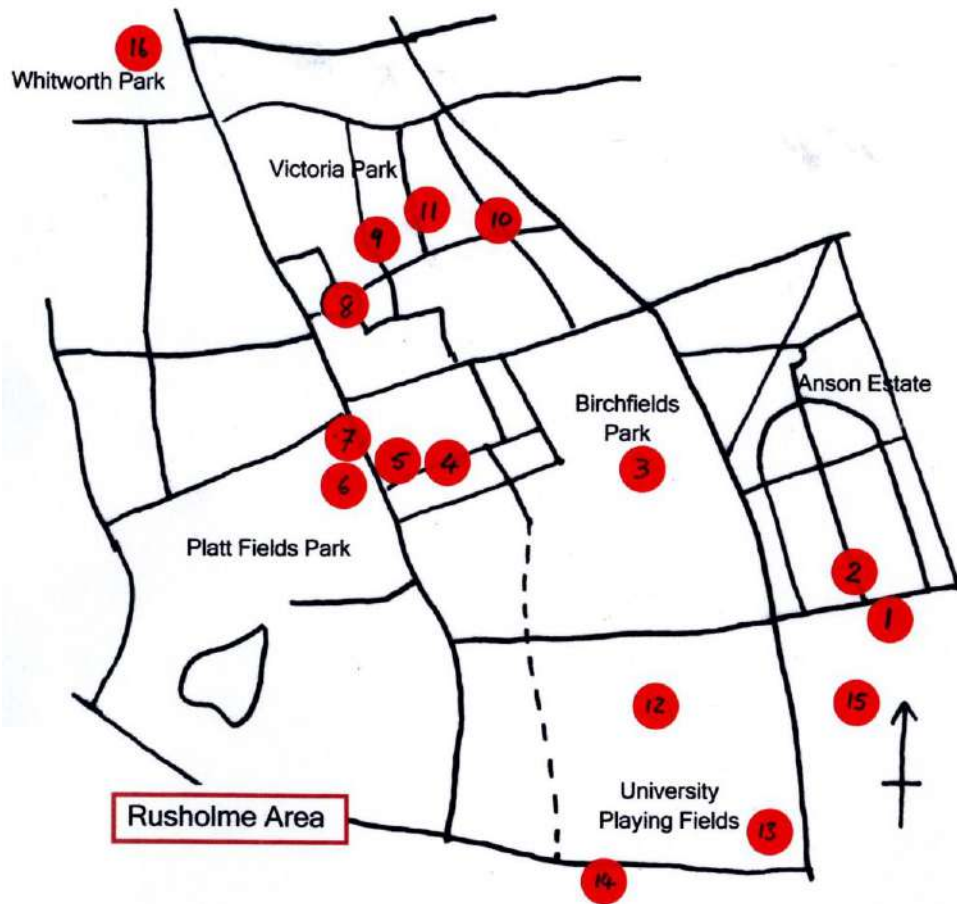 16
Whitworth Park
Victoria Park
11
10
9
8
Anson Estate
Birchfields
Park
7
5
4
3
6
Platt Fields Park
2
1
12
15
University
Playing Fields
Rusholme Area
13
14